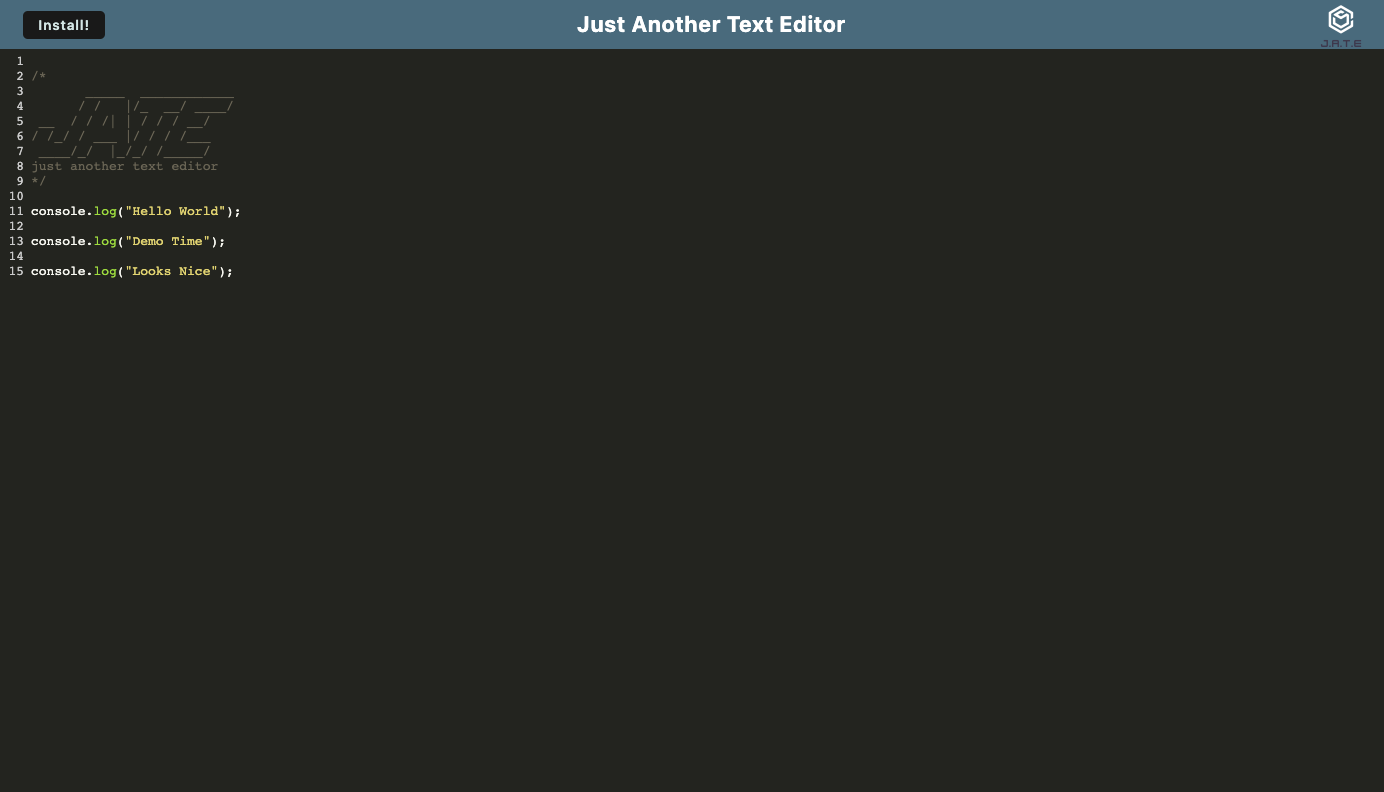 Install!
Just Another Text Editor
J.A.T.E
1
2 /*
3        _____  ____________
4       / /   |/_  __/ ____/
5  __  / / /| | / / / __/
6 / /_/ / ___ |/ / / /___
7  ____/_/  |_/_/ /_____/
8 just another text editor
9 */
10
11 console.log("Hello World");
12
13 console.log("Demo Time");
14
15 console.log("Looks Nice");